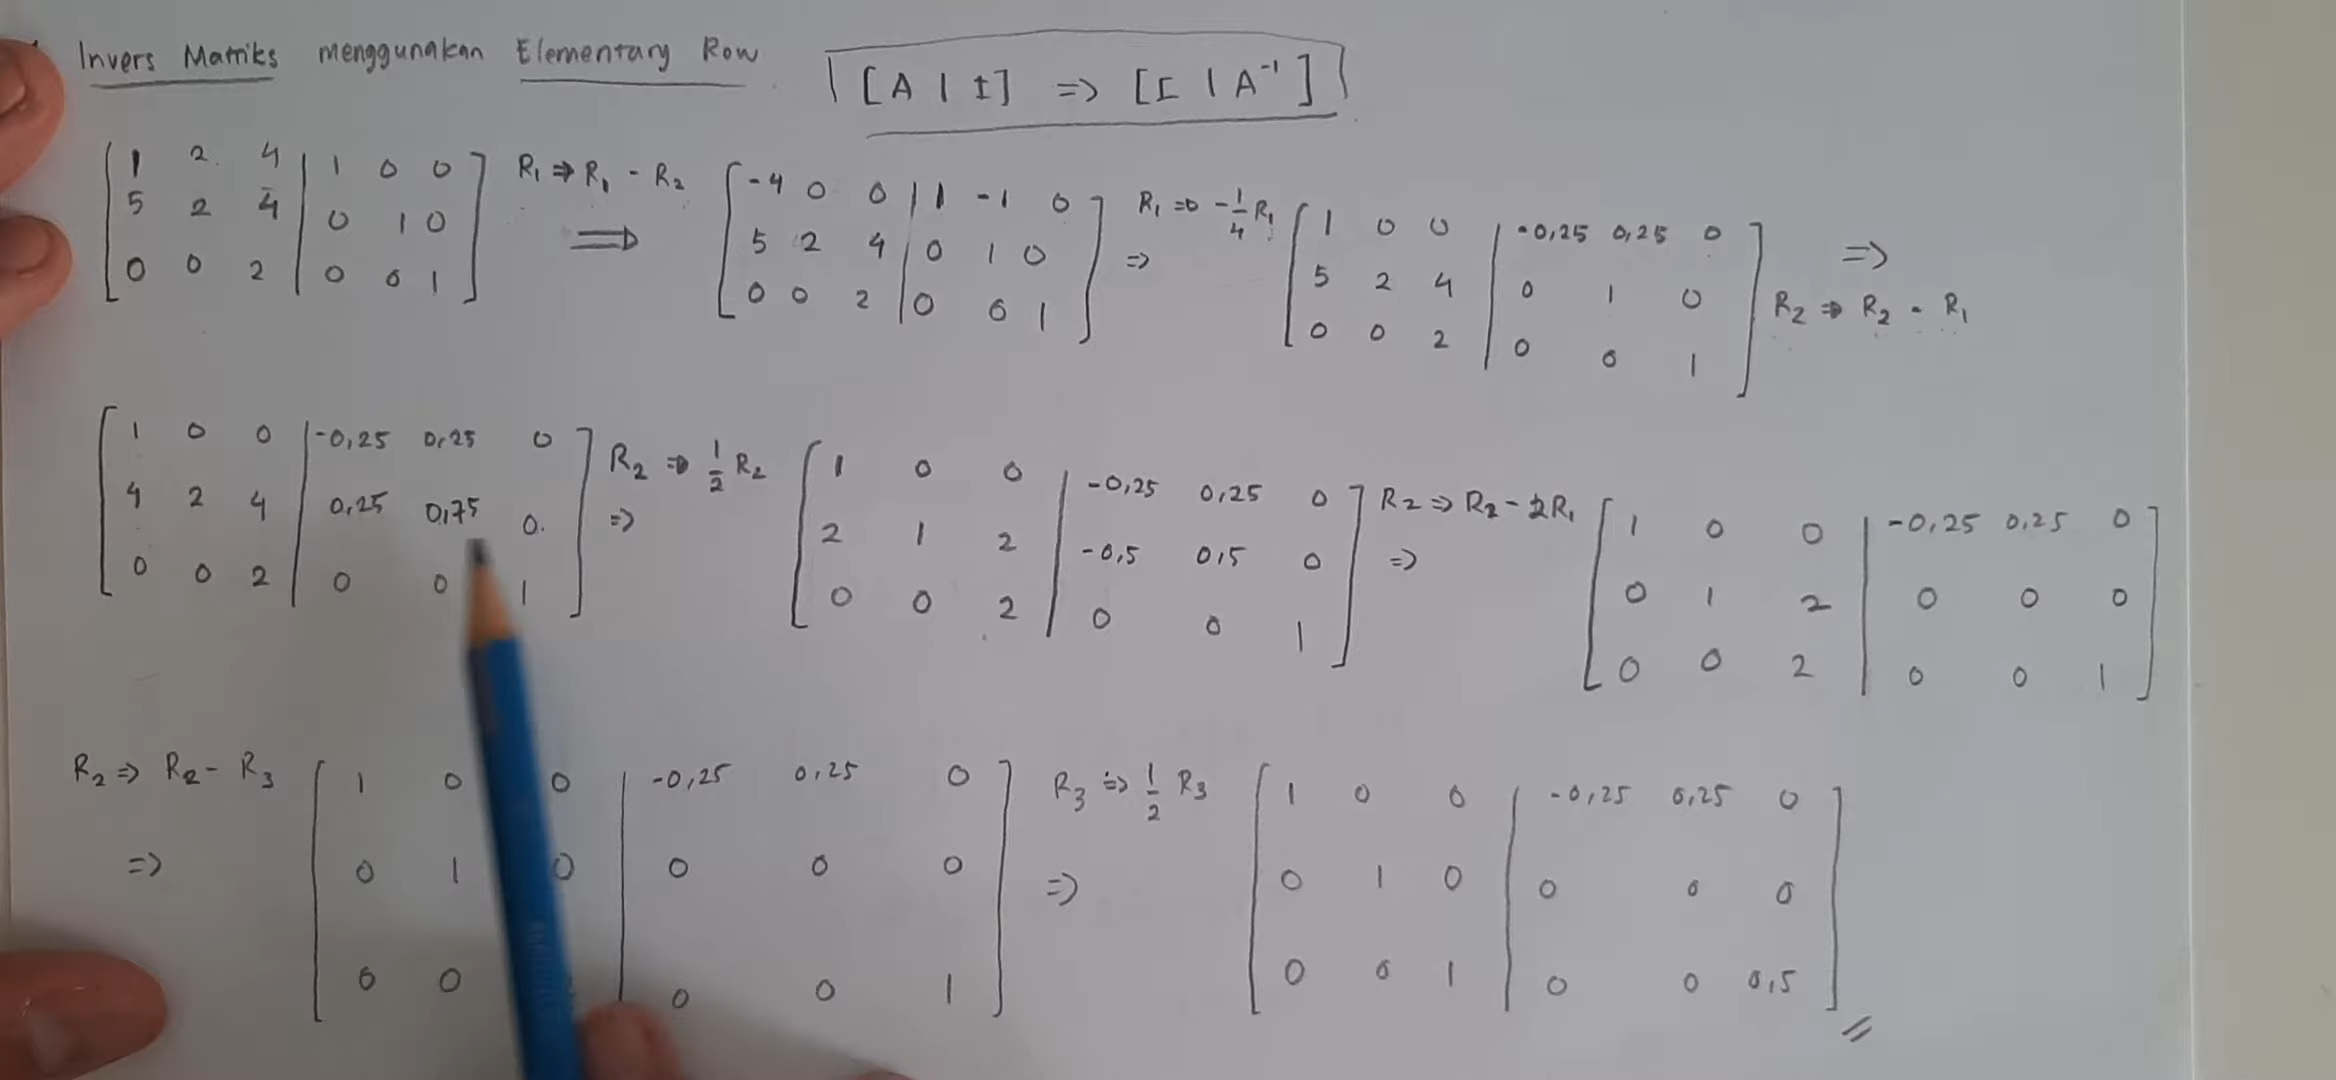 Invers Matriks menggunakan Elementary Row [A | I] => [I | A⁻¹]
[1 2 4 | 1 0 0] R₁ => R₁ - R₂ [-4 0 0 | 1 -1 0] R₁ => -1/4 R₁ [1 0 0 | -0,25 0,25 0] =>
[5 2 4 | 0 1 0] => [5 2 4 | 0 1 0] => [5 2 4 | 0 1 0] R₂ => R₂ - R₁
[0 0 2 | 0 0 1] [0 0 2 | 0 0 1] [0 0 2 | 0 0 1]
[1 0 0 | -0,25 0,25 0] R₂ => 1/2 R₂ [1 0 0 | -0,25 0,25 0] R₂ => R₂ - 2R₁ [1 0 0 | -0,25 0,25 0]
[4 2 4 | 0,25 0,75 0.] => [2 1 2 | -0,5 0,5 0] => [0 1 2 | 0 0 0]
[0 0 2 | 0 0 1] [0 0 2 | 0 0 1] [0 0 2 | 0 0 1]
R₂ => R₂ - R₃ [1 0 0 | -0,25 0,25 0] R₃ => 1/2 R₃ [1 0 0 | -0,25 0,25 0]
=> [0 1 0 | 0 0 0] => [0 1 0 | 0 0 0]
[0 0 | 0 0 1] [0 0 1 | 0 0 0,5]